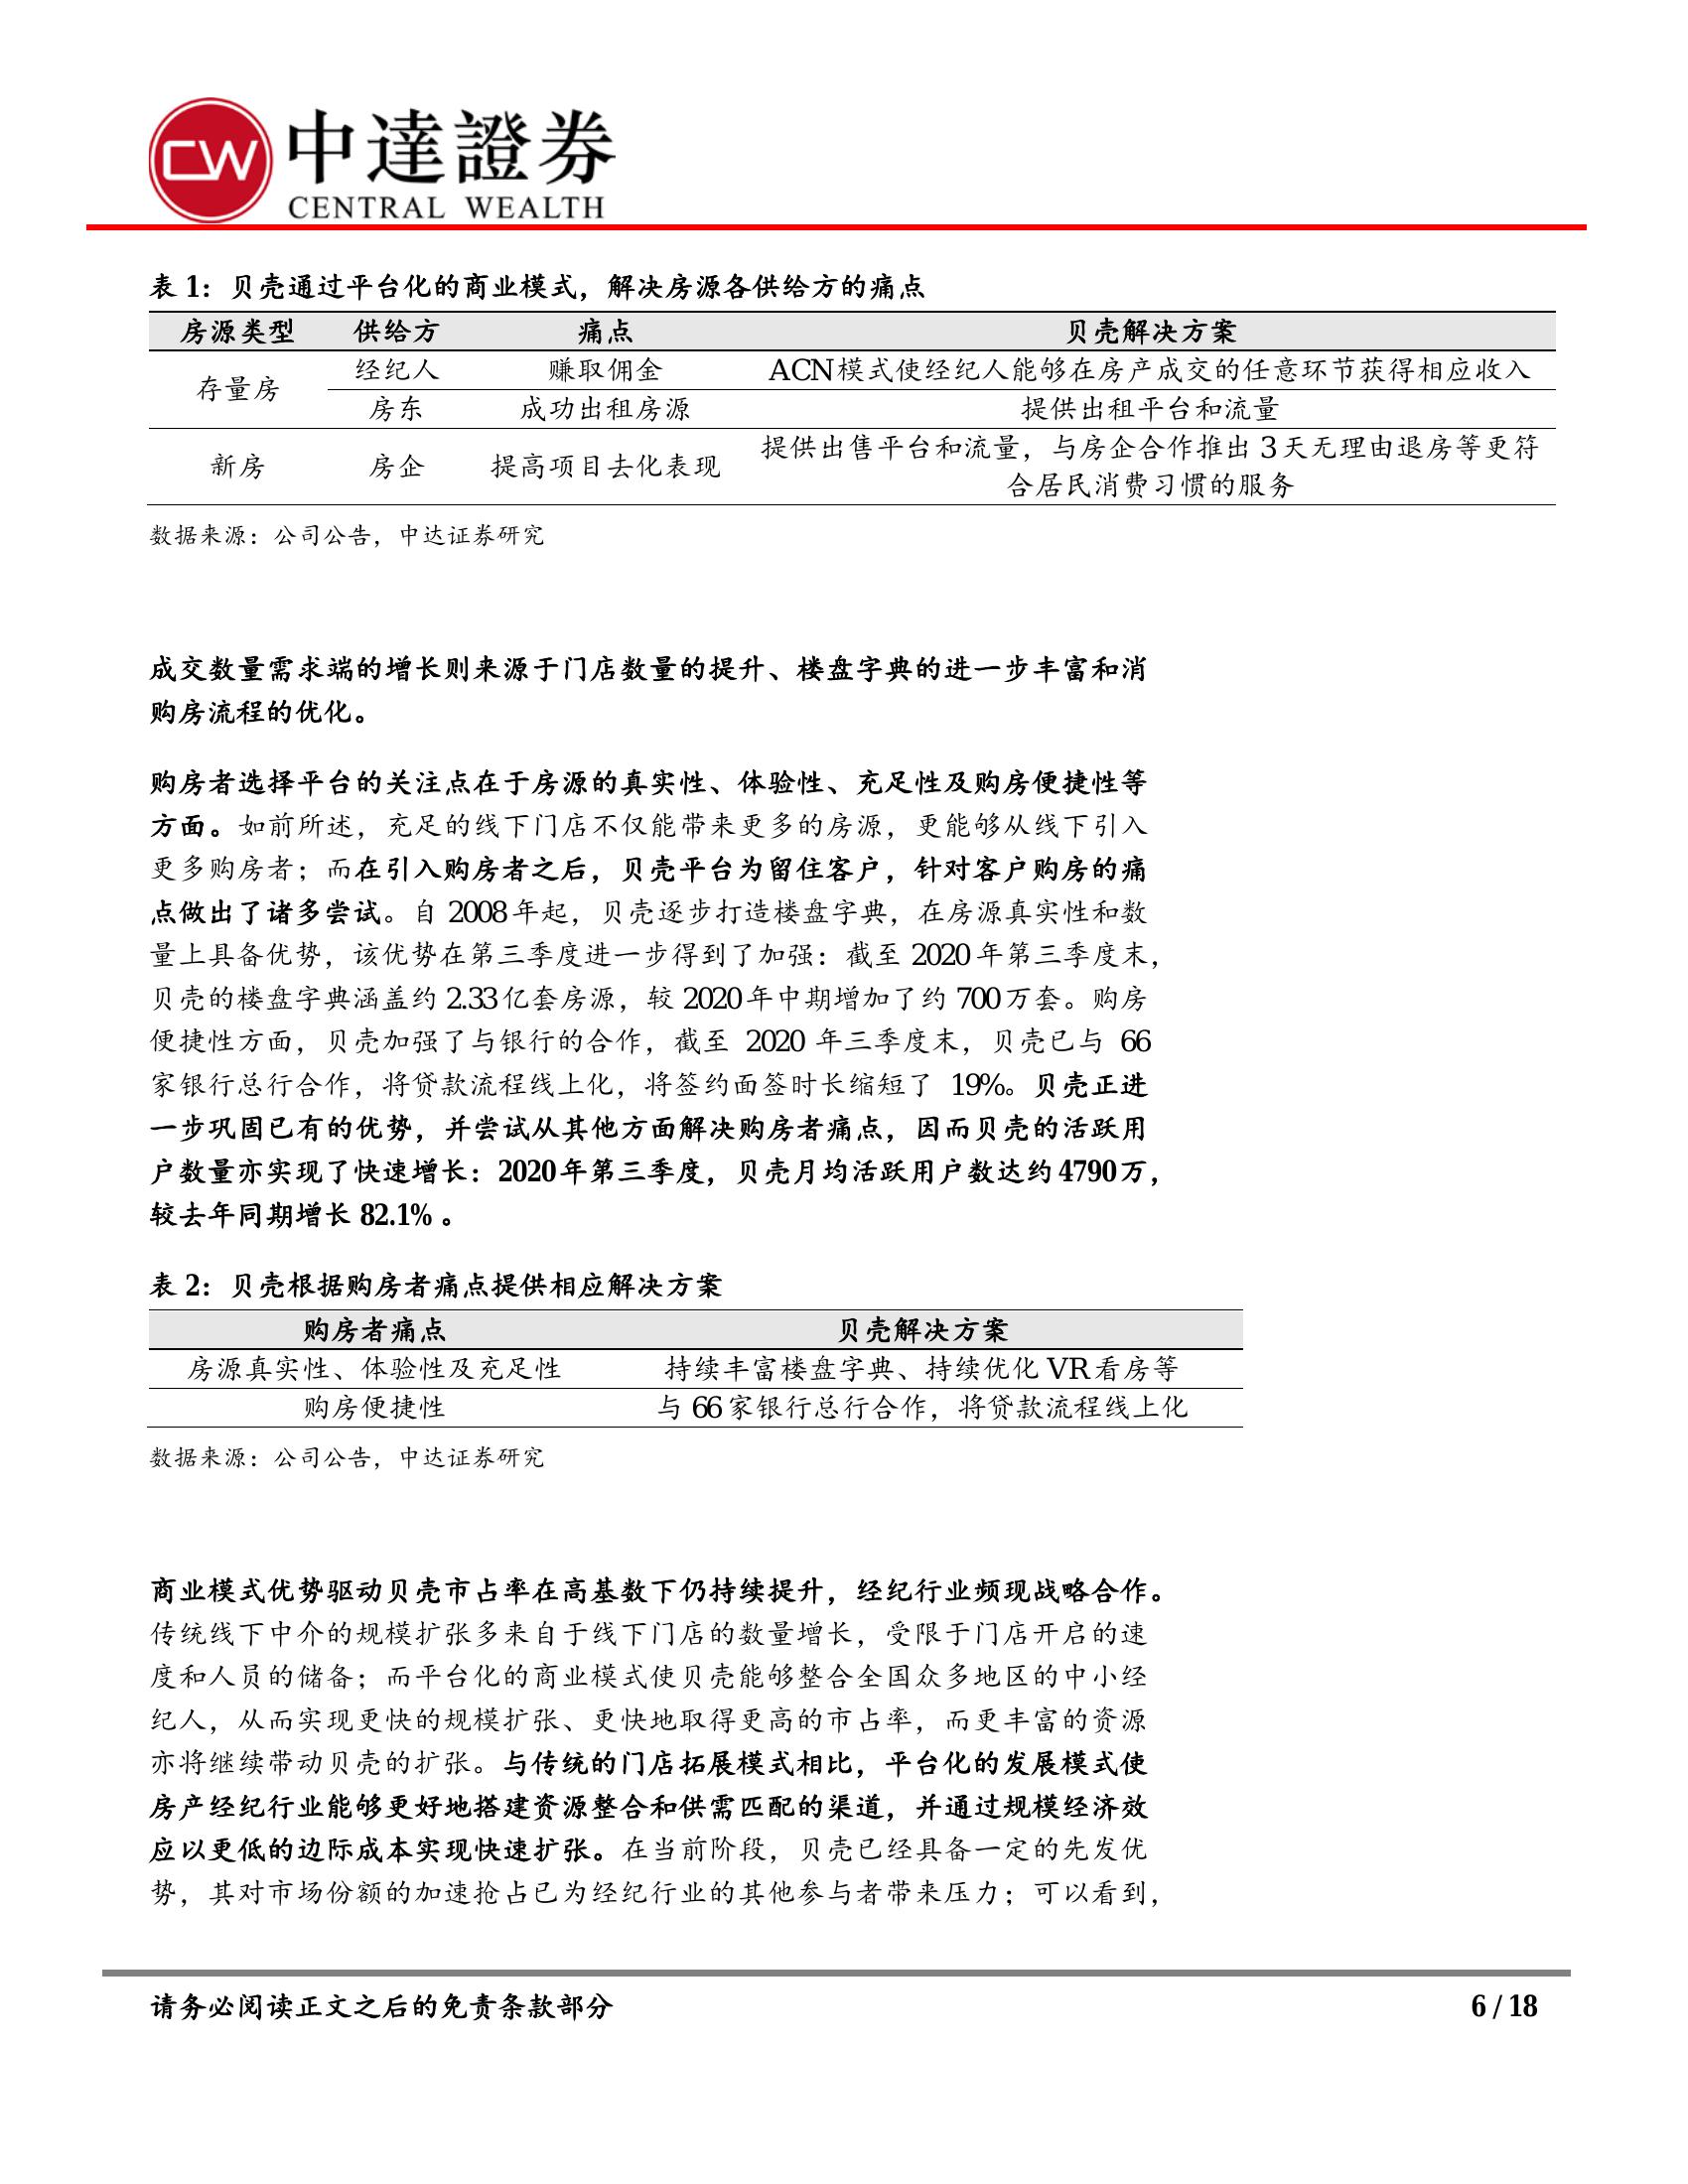 CW 中達證券
CENTRAL WEALTH
表 1：贝壳通过平台化的商业模式，解决房源各供给方的痛点
房源类型 供给方 痛点 贝壳解决方案
存量房 经纪人 赚取佣金 ACN模式使经纪人能够在房产成交的任意环节获得相应收入
房东 成功出租房源 提供出租平台和流量
新房 房企 提高项目去化表现 提供出售平台和流量，与房企合作推出 3 天无理由退房等更符
合居民消费习惯的服务
数据来源：公司公告，中达证券研究
成交数量需求端的增长则来源于门店数量的提升、楼盘字典的进一步丰富和消
购房流程的优化。
购房者选择平台的关注点在于房源的真实性、体验性、充足性及购房便捷性等
方面。如前所述，充足的线下门店不仅能带来更多的房源，更能够从线下引入
更多购房者；而在引入购房者之后，贝壳平台为留住客户，针对客户购房的痛
点做出了诸多尝试。自 2008 年起，贝壳逐步打造楼盘字典，在房源真实性和数
量上具备优势，该优势在第三季度进一步得到了加强：截至 2020 年第三季度末，
贝壳的楼盘字典涵盖约 2.33 亿套房源，较 2020 年中期增加了约 700 万套。购房
便捷性方面，贝壳加强了与银行的合作，截至 2020 年三季度末，贝壳已与 66
家银行总行合作，将贷款流程线上化，将签约面签时长缩短了 19%。贝壳正进
一步巩固已有的优势，并尝试从其他方面解决购房者痛点，因而贝壳的活跃用
户数量亦实现了快速增长：2020 年第三季度，贝壳月均活跃用户数达约 4790 万，
较去年同期增长 82.1% 。
表 2：贝壳根据购房者痛点提供相应解决方案
购房者痛点 贝壳解决方案
房源真实性、体验性及充足性 持续丰富楼盘字典、持续优化 VR 看房等
购房便捷性 与 66 家银行总行合作，将贷款流程线上化
数据来源：公司公告，中达证券研究
商业模式优势驱动贝壳市占率在高基数下仍持续提升，经纪行业频现战略合作。
传统线下中介的规模扩张多来自于线下门店的数量增长，受限于门店开启的速
度和人员的储备；而平台化的商业模式使贝壳能够整合全国众多地区的中小经
纪人，从而实现更快的规模扩张、更快地取得更高的市占率，而更丰富的资源
亦将继续带动贝壳的扩张。与传统的门店拓展模式相比，平台化的发展模式使
房产经纪行业能够更好地搭建资源整合和供需匹配的渠道，并通过规模经济效
应以更低的边际成本实现快速扩张。在当前阶段，贝壳已经具备一定的先发优
势，其对市场份额的加速抢占已为经纪行业的其他参与者带来压力；可以看到，
请务必阅读正文之后的免责条款部分 6 / 18